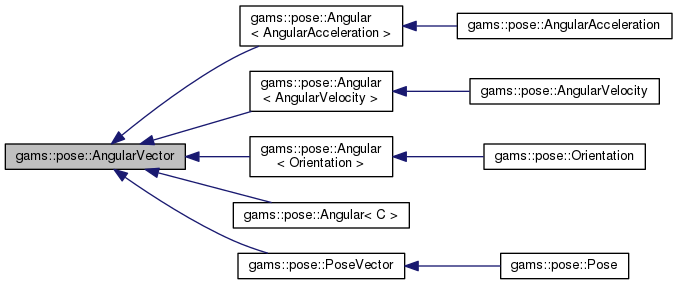 gams::pose::Angular
< AngularAcceleration >
gams::pose::AngularAcceleration
gams::pose::Angular
< AngularVelocity >
gams::pose::AngularVelocity
gams::pose::AngularVector
gams::pose::Angular
< Orientation >
gams::pose::Orientation
gams::pose::Angular< C >
gams::pose::PoseVector
gams::pose::Pose